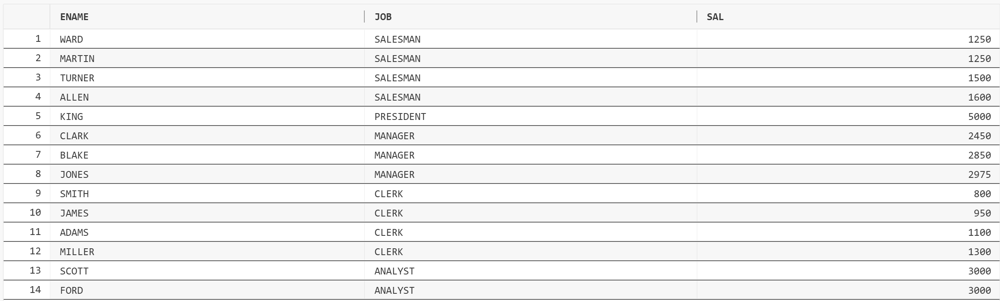 ENAME JOB SAL
1 WARD SALESMAN 1250
2 MARTIN SALESMAN 1250
3 TURNER SALESMAN 1500
4 ALLEN SALESMAN 1600
5 KING PRESIDENT 5000
6 CLARK MANAGER 2450
7 BLAKE MANAGER 2850
8 JONES MANAGER 2975
9 SMITH CLERK 800
10 JAMES CLERK 950
11 ADAMS CLERK 1100
12 MILLER CLERK 1300
13 SCOTT ANALYST 3000
14 FORD ANALYST 3000